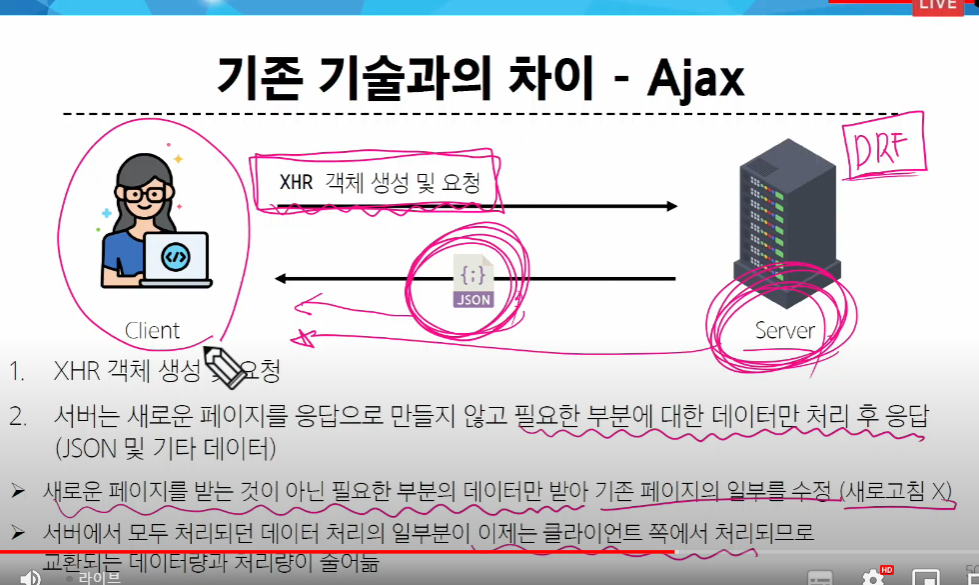 LIVE
기존 기술과의 차이 - Ajax
DRF
XHR 객체 생성 및 요청
{;}
JSON
</>
Client
Server
1. XHR 객체 생성 및 요청
2. 서버는 새로운 페이지를 응답으로 만들지 않고 필요한 부분에 대한 데이터만 처리 후 응답
(JSON 및 기타 데이터)
➢ 새로운 페이지를 받는 것이 아닌 필요한 부분의 데이터만 받아 기존 페이지의 일부를 수정 (새로고침 X)
➢ 서버에서 모두 처리되던 데이터 처리의 일부분이 이제는 클라이언트 쪽에서 처리되므로
교환되는 데이터량과 처리량이 줄어듦
라이브
HD